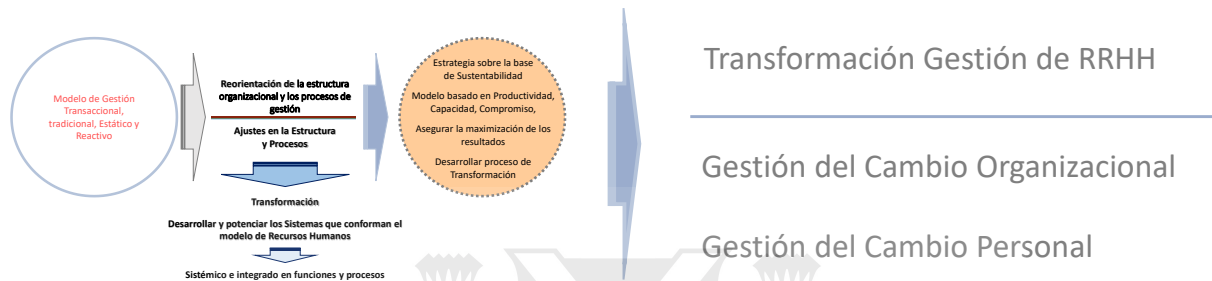 Modelo de Gestión
Transaccional,
tradicional, Estático y
Reactivo
Reorientación de la estructura
organizacional y los procesos de
gestión
Ajustes en la Estructura
y Procesos
Transformación
Desarrollar y potenciar los Sistemas que conforman el
modelo de Recursos Humanos
Sistémico e integrado en funciones y procesos
Estrategia sobre la base
de Sustentabilidad
Modelo basado en Productividad,
Capacidad, Compromiso,
Asegurar la maximización de los
resultados
Desarrollar proceso de
Transformación
Transformación Gestión de RRHH
Gestión del Cambio Organizacional
Gestión del Cambio Personal